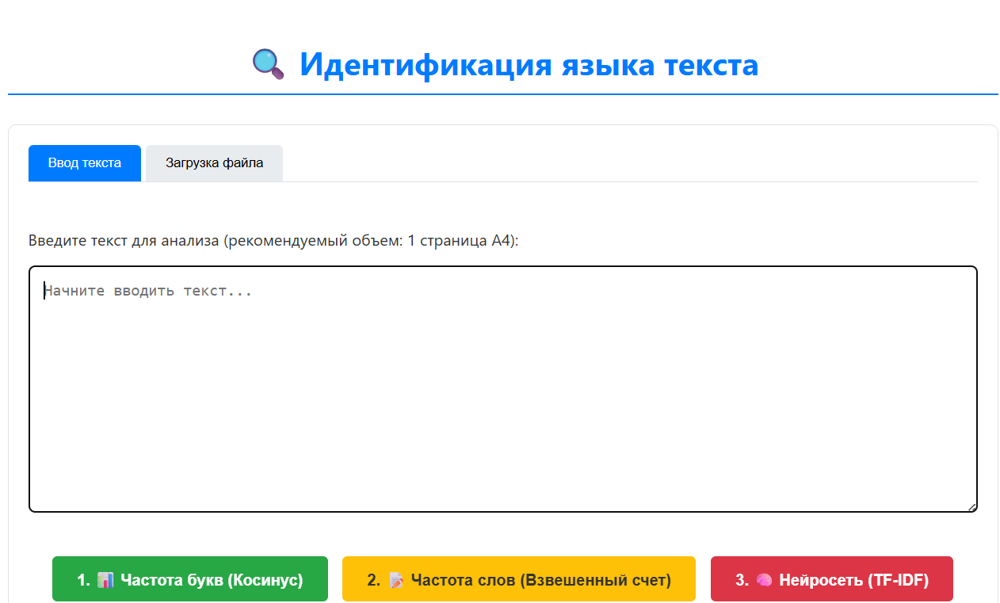 🔍 Идентификация языка текста
Ввод текста Загрузка файла
Введите текст для анализа (рекомендуемый объем: 1 страница А4):
Начните вводить текст...
1. 📊 Частота букв (Косинус) 2. 📝 Частота слов (Взвешенный счет) 3. 🧠 Нейросеть (TF-IDF)